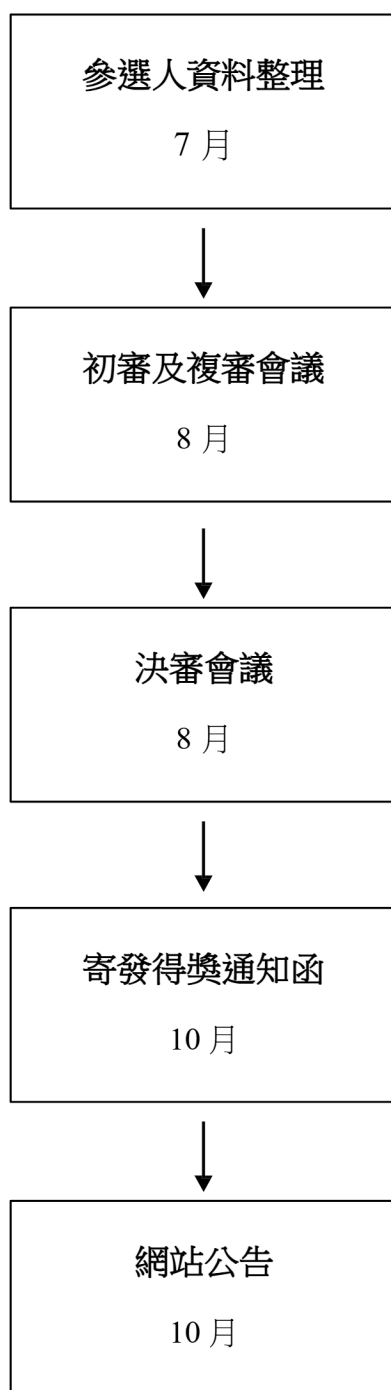 參選人資料整理
7 月
初審及複審會議
8 月
決審會議
8 月
寄發得獎通知函
10 月
網站公告
10 月